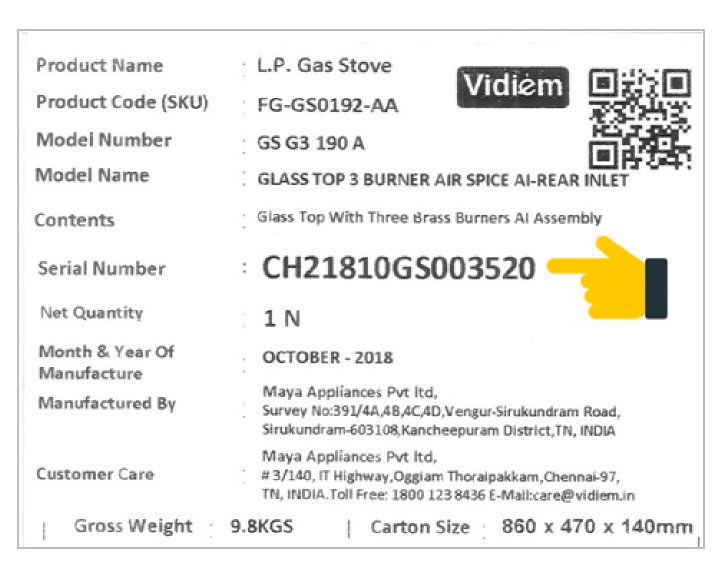 Product Name : L.P. Gas Stove
Vidiem
Product Code (SKU) : FG-GS0192-AA
Model Number : GS G3 190 A
Model Name : GLASS TOP 3 BURNER AIR SPICE AI-REAR INLET
Contents : Glass Top With Three Brass Burners AI Assembly
Serial Number : CH21810GS003520
Net Quantity : 1 N
Month & Year Of
Manufacture : OCTOBER - 2018
Manufactured By : Maya Appliances Pvt ltd,
Survey No:391/4A,4B,4C,4D,Vengur-Sirukundram Road,
Sirukundram-603108,Kancheepuram District,TN, INDIA
Customer Care : Maya Appliances Pvt ltd,
# 3/140, IT Highway,Oggiam Thoraipakkam,Chennai-97,
TN, INDIA.Toll Free: 1800 123 8436 E-Mail:care@vidiem.in
| Gross Weight : 9.8KGS | Carton Size : 860 x 470 x 140mm